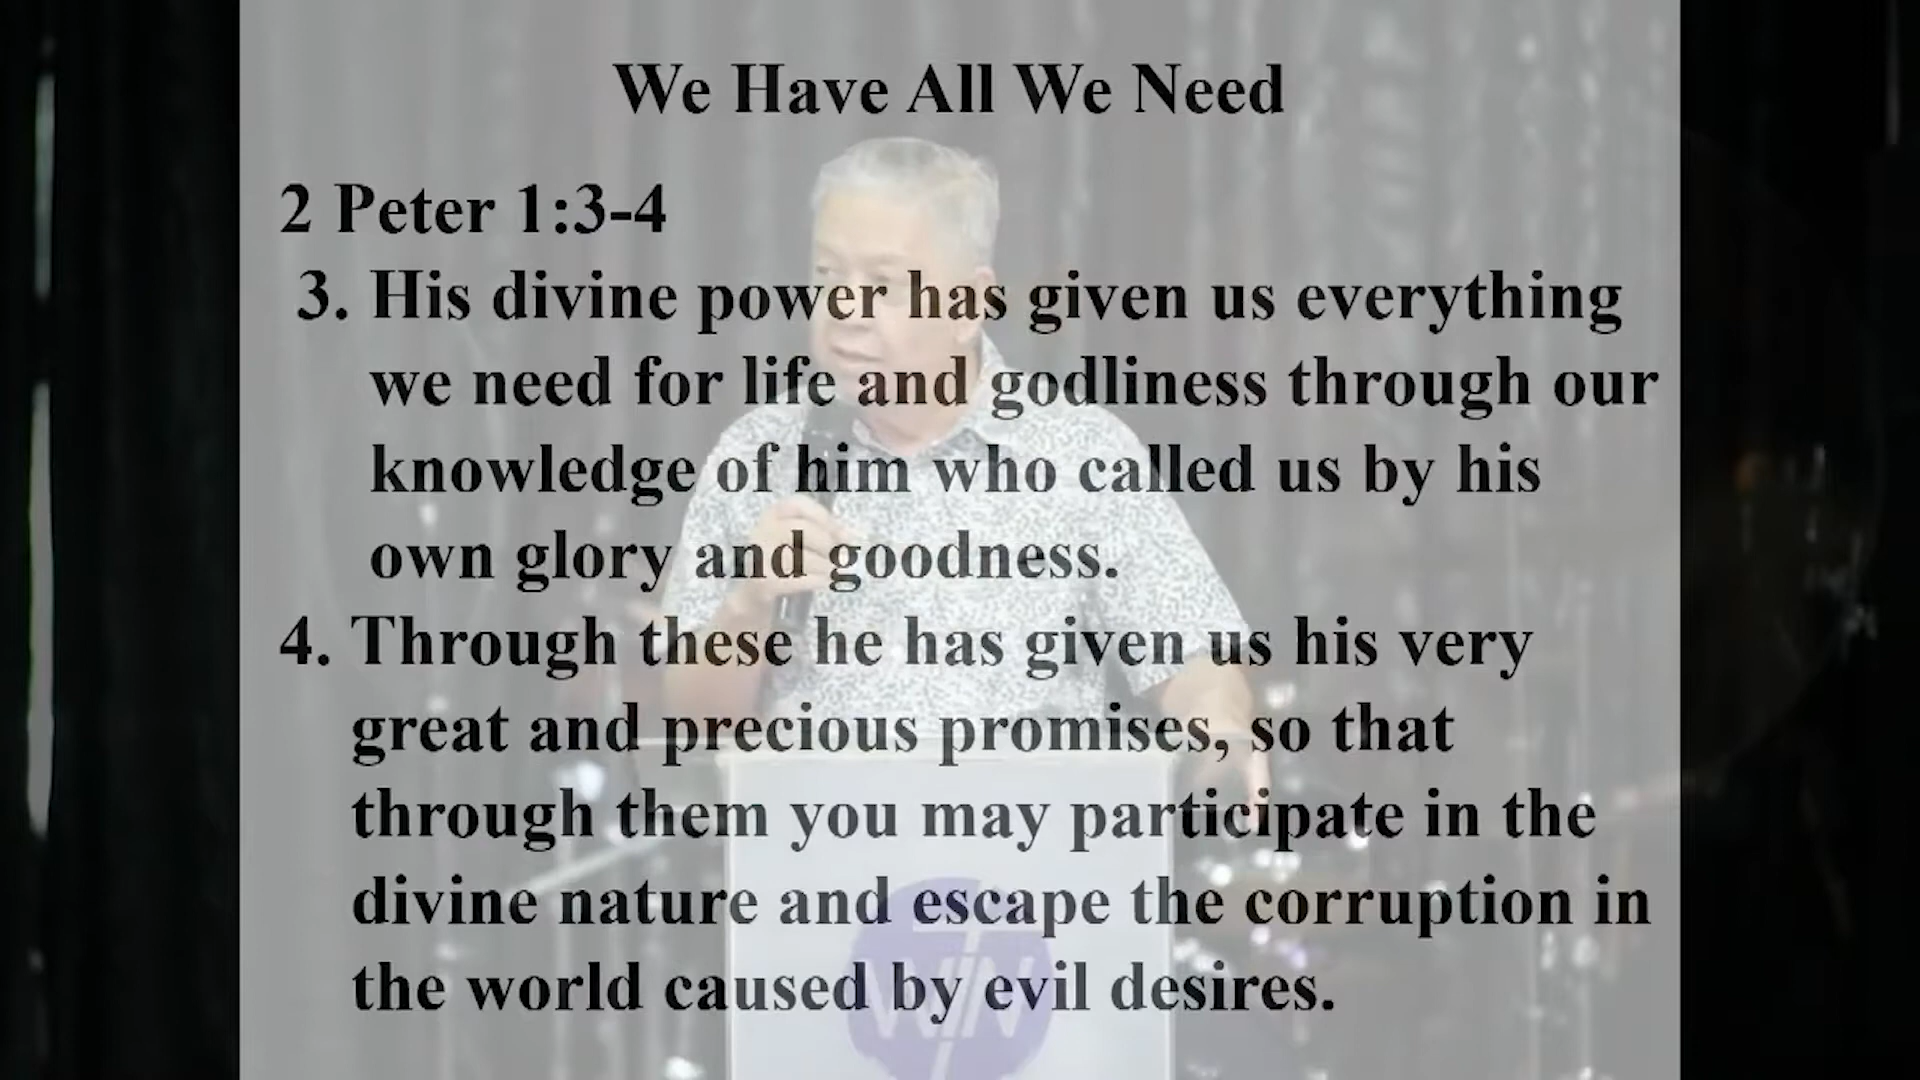 We Have All We Need
2 Peter 1:3-4
3. His divine power has given us everything
we need for life and godliness through our
knowledge of him who called us by his
own glory and goodness.
4. Through these he has given us his very
great and precious promises, so that
through them you may participate in the
divine nature and escape the corruption in
the world caused by evil desires.
WiN